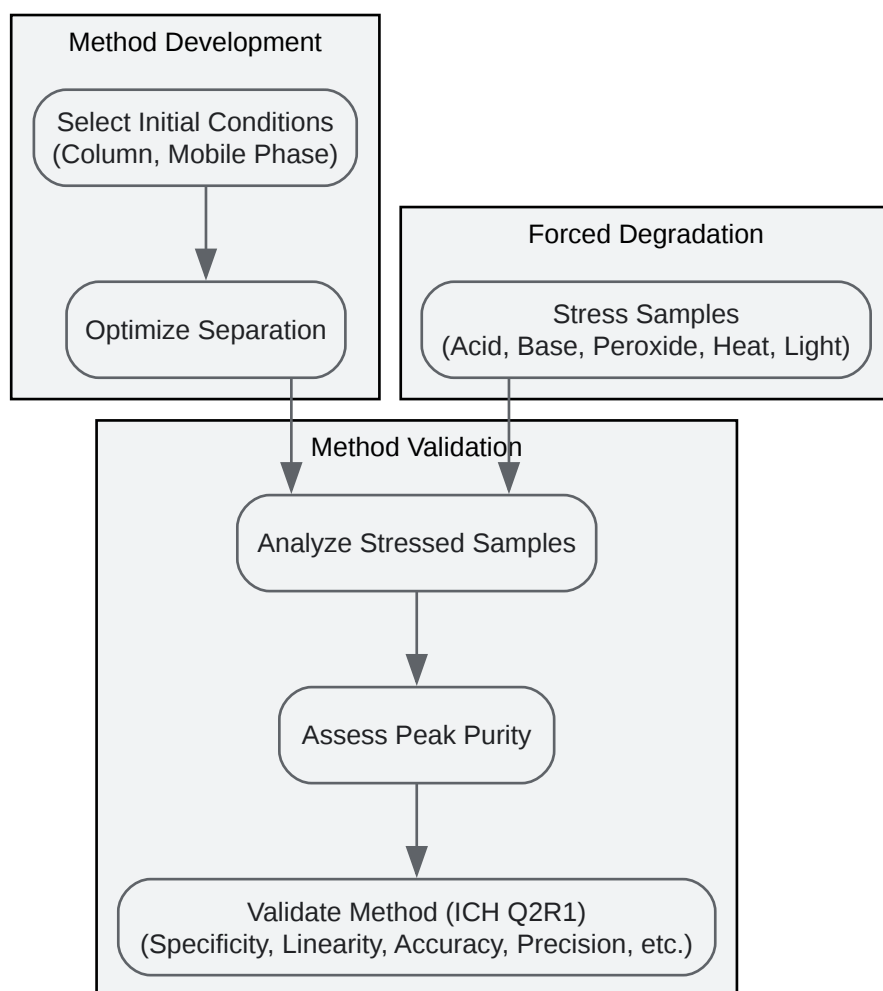 Method Development
Select Initial Conditions
(Column, Mobile Phase)
Optimize Separation
Forced Degradation
Stress Samples
(Acid, Base, Peroxide, Heat, Light)
Method Validation
Analyze Stressed Samples
Assess Peak Purity
Validate Method (ICH Q2R1)
(Specificity, Linearity, Accuracy, Precision, etc.)